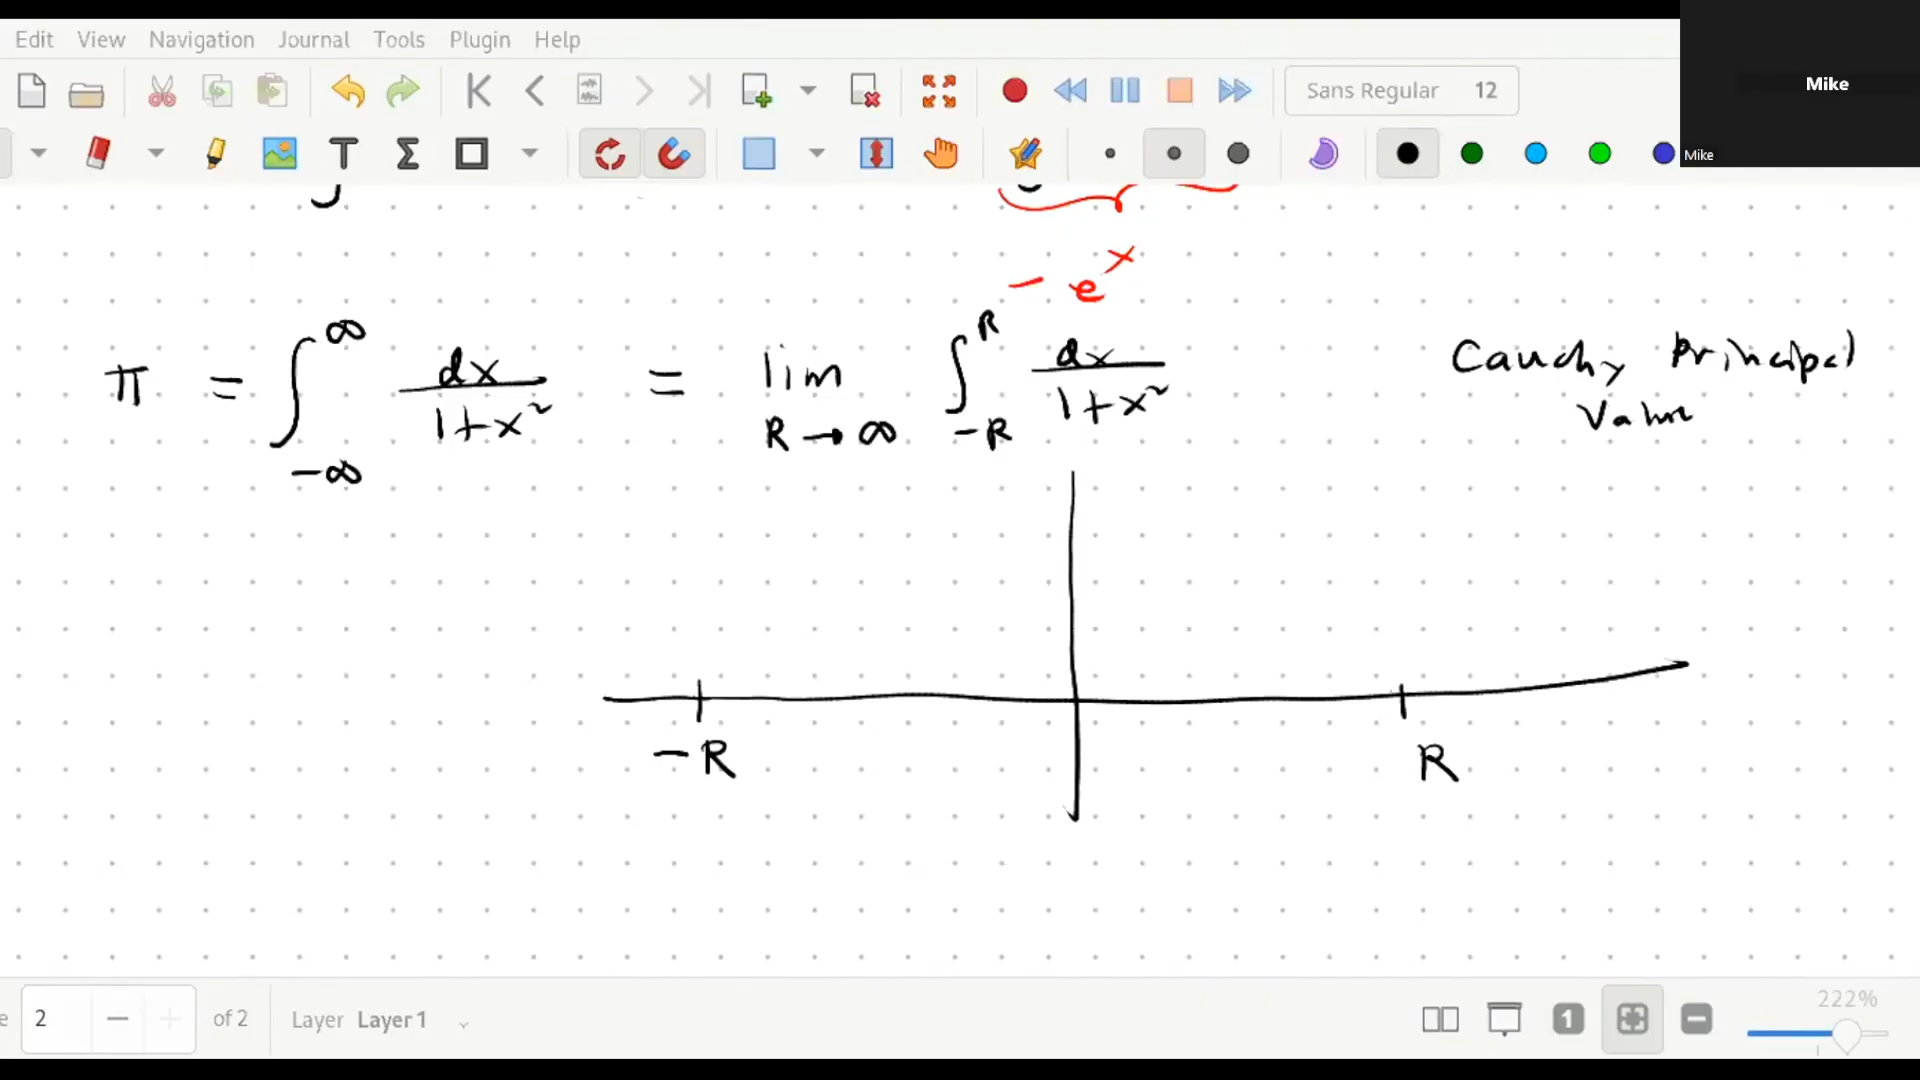 Edit View Navigation Journal Tools Plugin Help
Mike
Sans Regular 12
Mike
- e^x
π = ∫_{-∞}^{∞} dx/(1+x²) = lim_{R→∞} ∫_{-R}^{R} dx/(1+x²)
Cauchy Principal
Value
-R
R
e 2 of 2 Layer Layer 1
1
222%